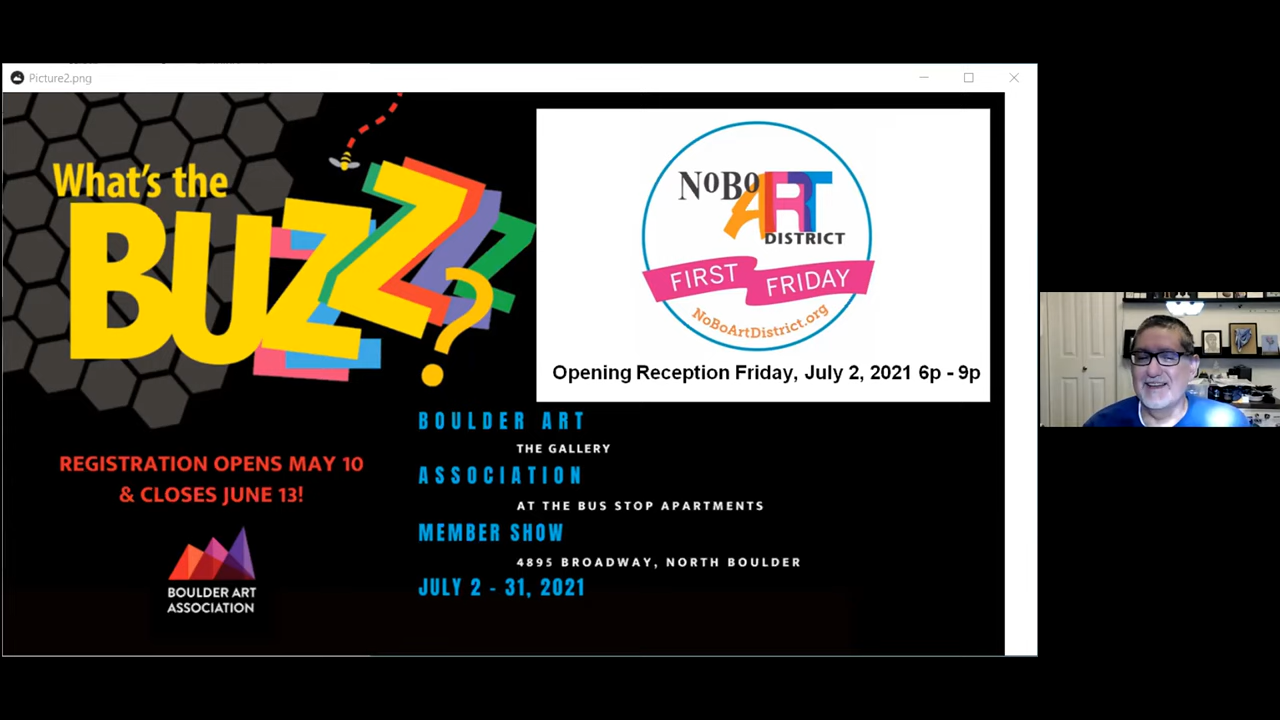 Picture2.png
What's the
BUZZZZ?
NoBo
ART
DISTRICT
FIRST FRIDAY
NoBoArtDistrict.org
Opening Reception Friday, July 2, 2021 6p - 9p
BOULDER ART
THE GALLERY
ASSOCIATION
AT THE BUS STOP APARTMENTS
MEMBER SHOW
4895 BROADWAY, NORTH BOULDER
JULY 2 - 31, 2021
REGISTRATION OPENS MAY 10
& CLOSES JUNE 13!
BOULDER ART
ASSOCIATION